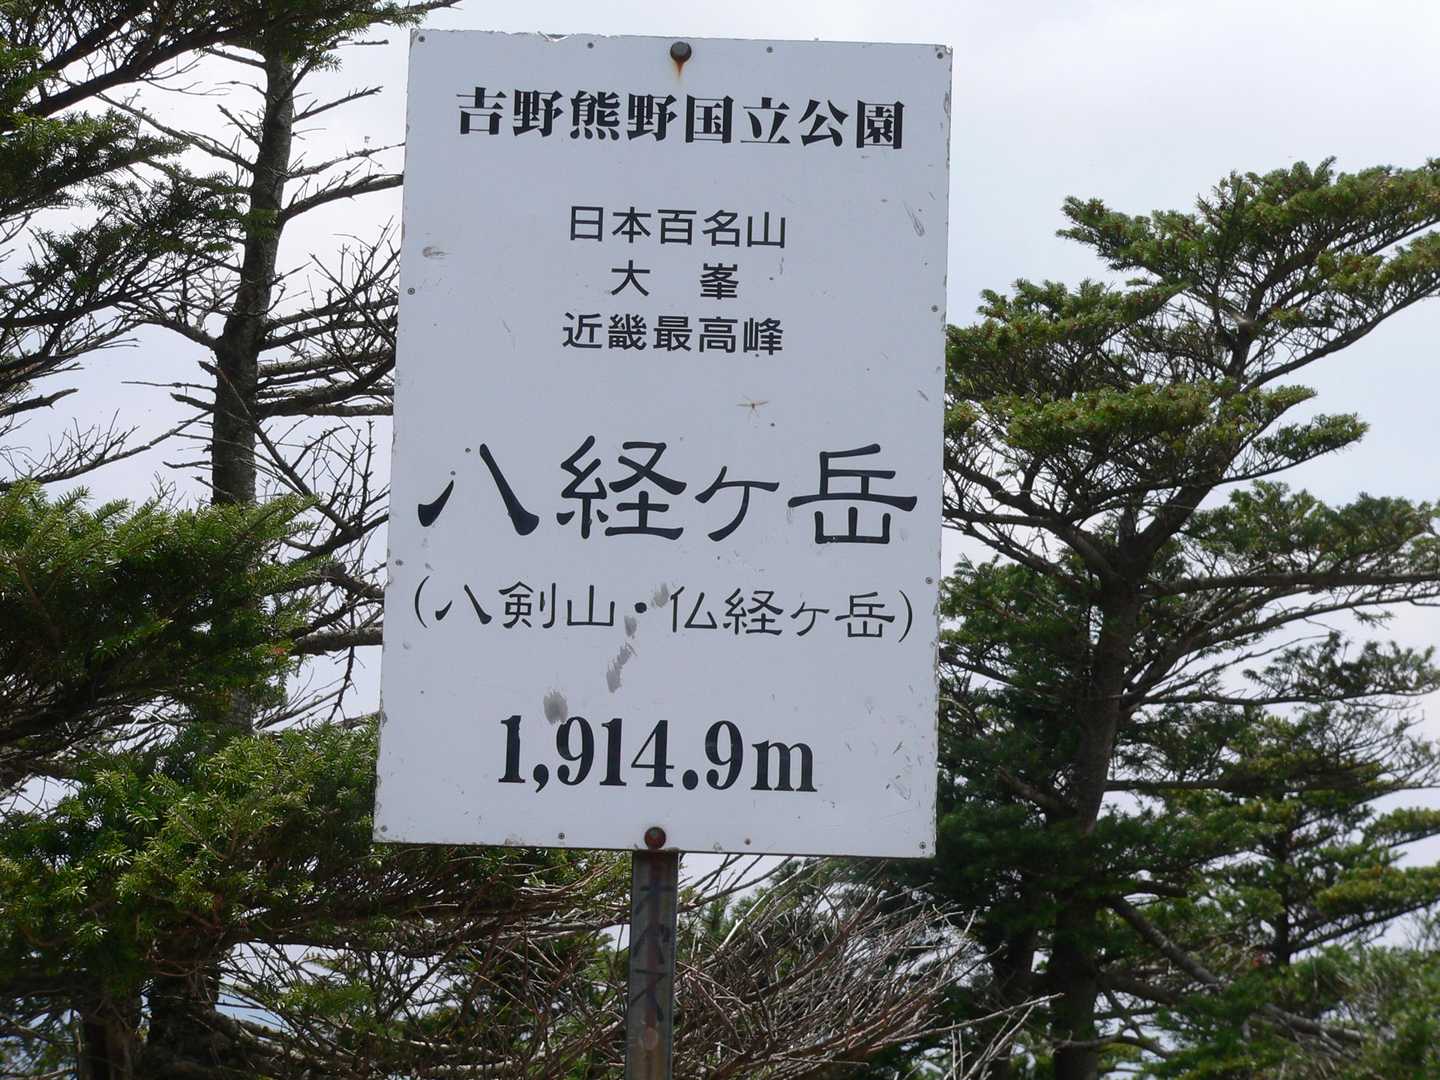 吉野熊野国立公園
日本百名山
大　峯
近畿最高峰
八経ヶ岳
(八剣山・仏経ヶ岳)
1,914.9m